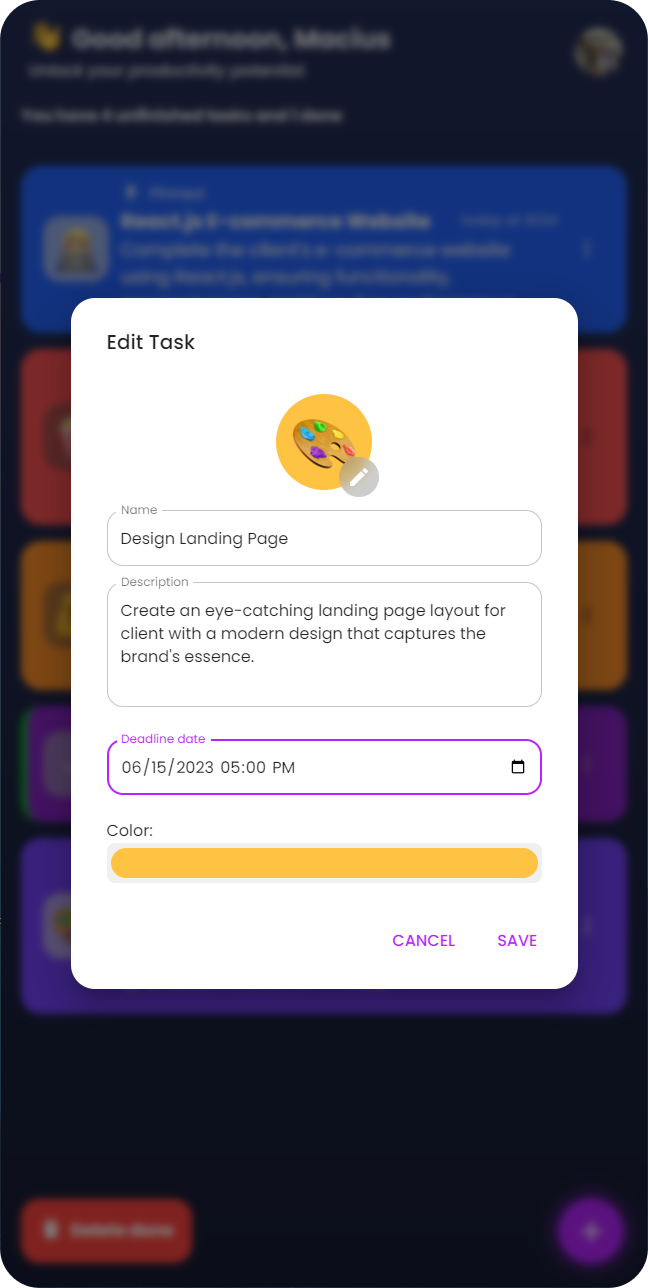 Good afternoon, Macius
Unlock your productivity potential.
You have 4 unfinished tasks and 1 done
Pinned
React.js E-commerce Website
Complete the client's e-commerce website
using React.js, ensuring functionality,
Edit Task
Name
Design Landing Page
Description
Create an eye-catching landing page layout for
client with a modern design that captures the
brand's essence.
Deadline date
06/15/2023 05:00 PM
Color:
CANCEL
SAVE
Delete done